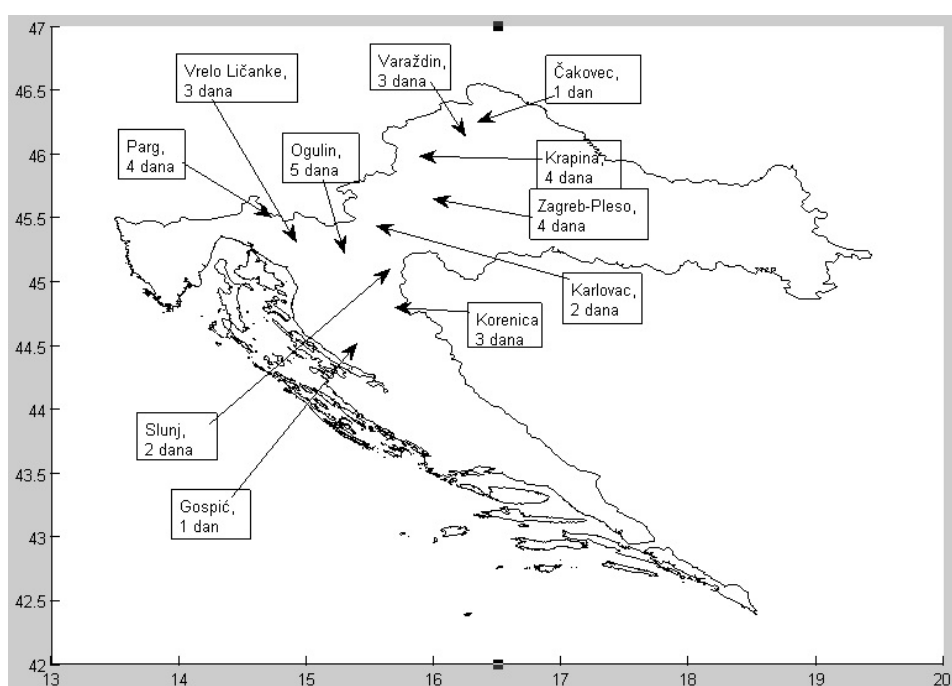 47
46.5
46
45.5
45
44.5
44
43.5
43
42.5
42
13
14
15
16
17
18
19
20
Vrelo Ličanke,
3 dana
Varaždin,
3 dana
Čakovec,
1 dan
Parg,
4 dana
Ogulin,
5 dana
Krapina,
4 dana
Zagreb-Pleso,
4 dana
Karlovac,
2 dana
Korenica
3 dana
Slunj,
2 dana
Gospić,
1 dan